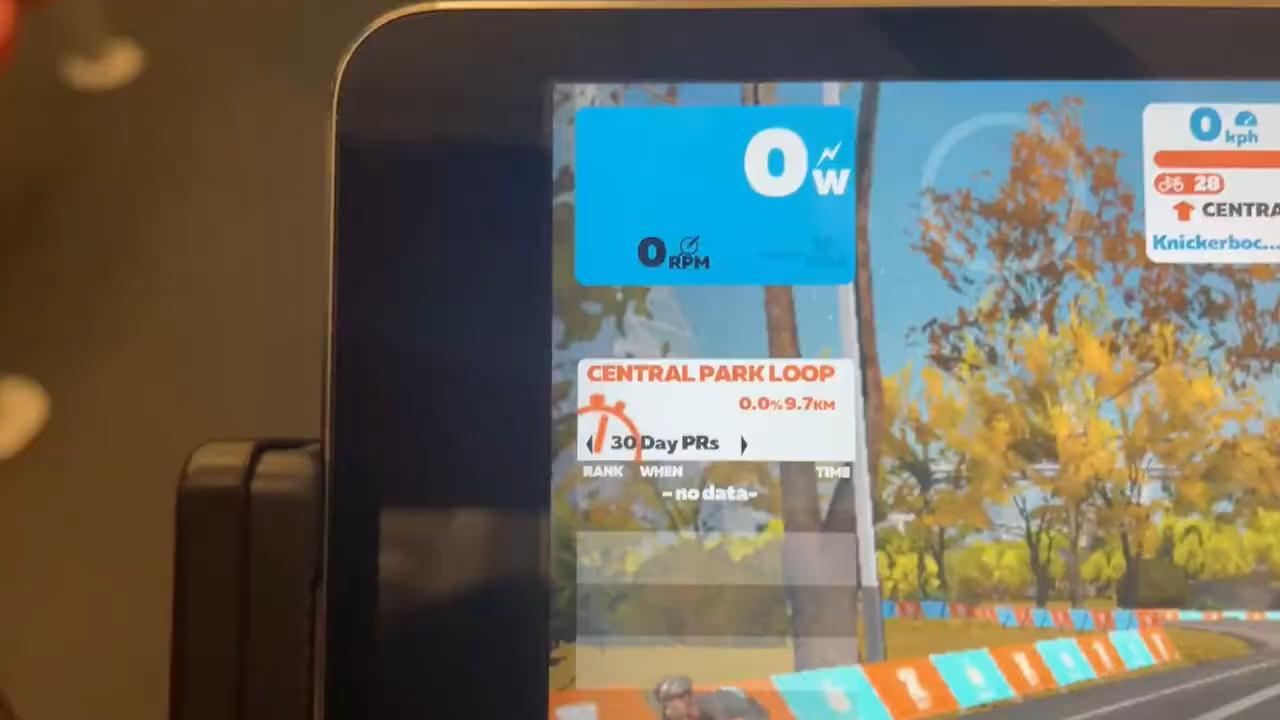 0 W
0 RPM
0 kph
28
CENTRA
Knickerboc...
CENTRAL PARK LOOP
0.0% 9.7KM
30 Day PRs
RANK WHEN TIME
-no data-